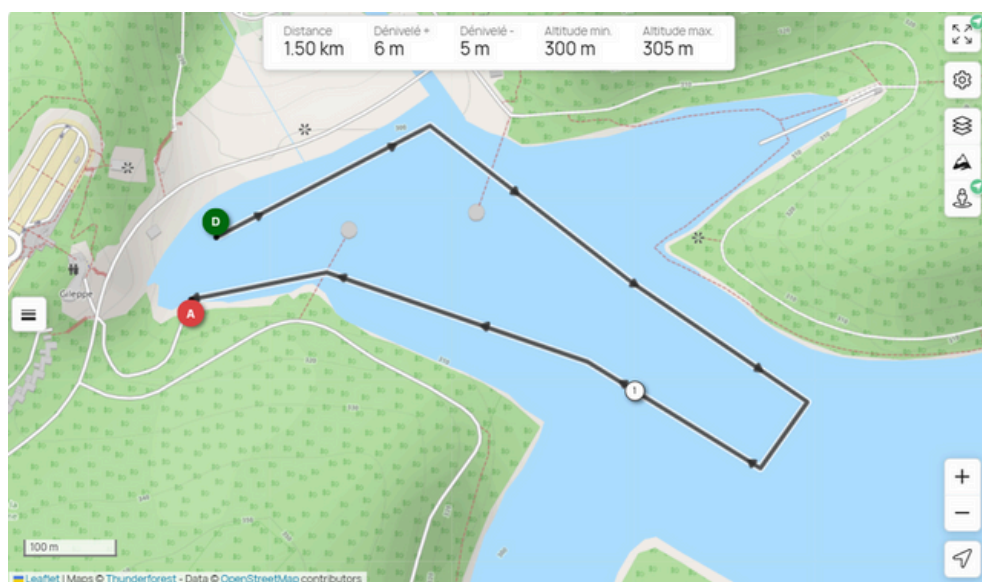 Distance
1.50 km
Dénivelé +
6 m
Dénivelé -
5 m
Altitude min.
300 m
Altitude max.
305 m
D
A
Gileppe
1
100 m
+
−
Leaflet | Maps © Thunderforest - Data © OpenStreetMap contributors